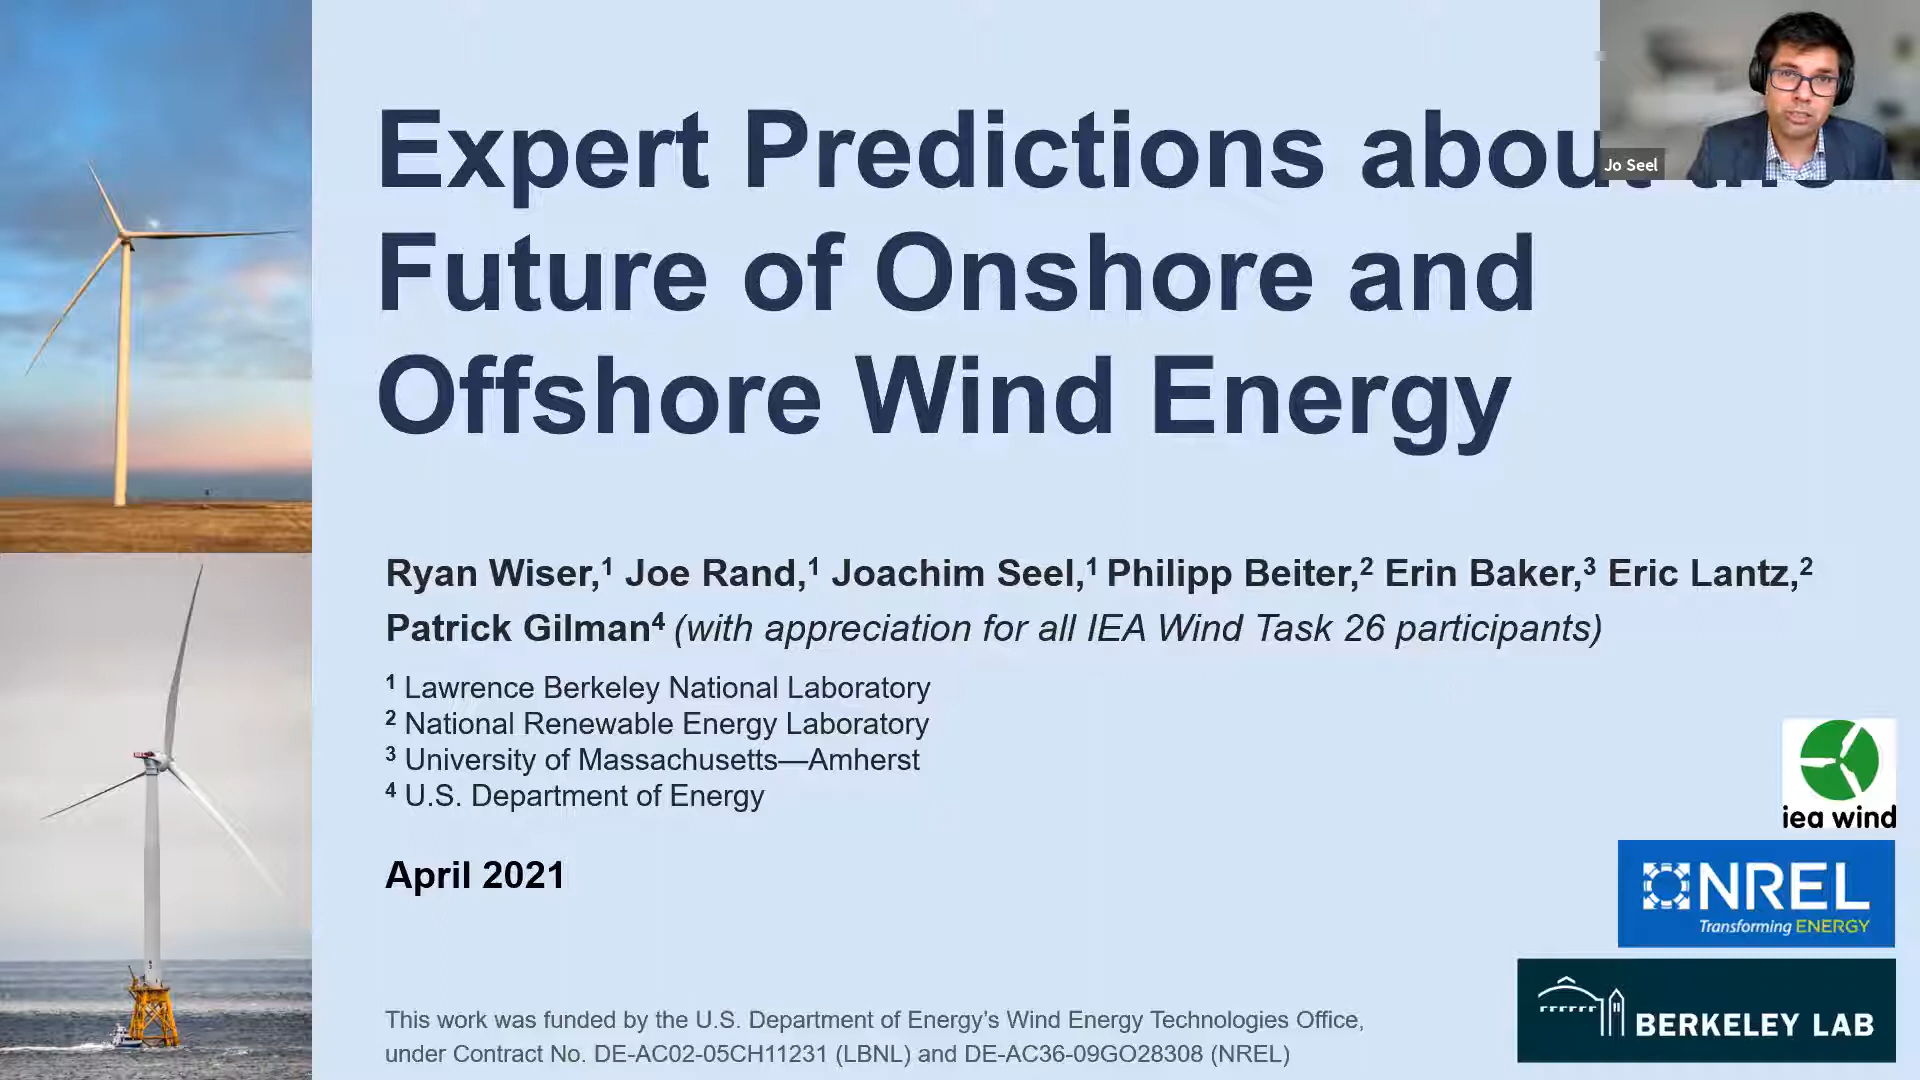 Expert Predictions about
Future of Onshore and
Offshore Wind Energy
Jo Seel
Ryan Wiser,¹ Joe Rand,¹ Joachim Seel,¹ Philipp Beiter,² Erin Baker,³ Eric Lantz,²
Patrick Gilman⁴ (with appreciation for all IEA Wind Task 26 participants)
¹ Lawrence Berkeley National Laboratory
² National Renewable Energy Laboratory
³ University of Massachusetts—Amherst
⁴ U.S. Department of Energy
April 2021
iea wind
NREL
Transforming ENERGY
BERKELEY LAB
This work was funded by the U.S. Department of Energy's Wind Energy Technologies Office,
under Contract No. DE-AC02-05CH11231 (LBNL) and DE-AC36-09GO28308 (NREL)